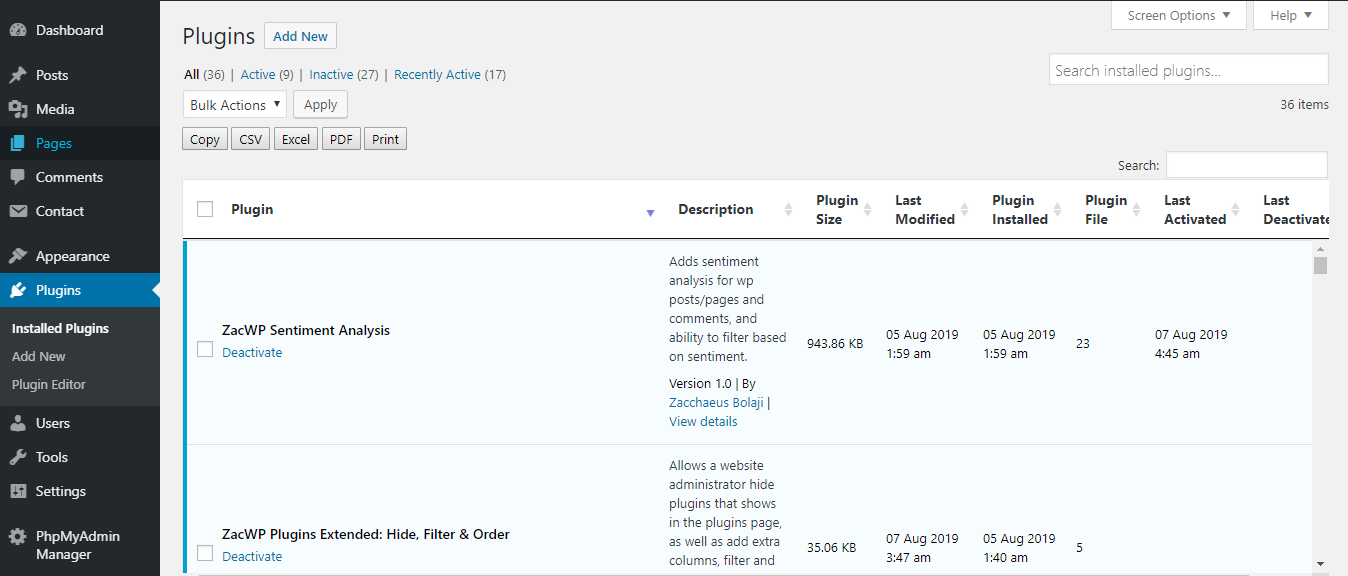 Dashboard
Posts
Media
Pages
Comments
Contact
Appearance
Plugins
Installed Plugins
Add New
Plugin Editor
Users
Tools
Settings
PhpMyAdmin
Manager
Screen Options ▼
Help ▼
Plugins Add New
All (36) | Active (9) | Inactive (27) | Recently Active (17)
Search installed plugins...
Bulk Actions ▼ Apply
36 items
Copy CSV Excel PDF Print
Search:
Plugin
Description
Plugin
Size
Last
Modified
Plugin
Installed
Plugin
File
Last
Activated
Last
Deactivate
ZacWP Sentiment Analysis
Deactivate
Adds sentiment
analysis for wp
posts/pages and
comments, and
ability to filter based
on sentiment.
Version 1.0 | By
Zacchaeus Bolaji |
View details
943.86 KB
05 Aug 2019
1:59 am
05 Aug 2019
1:59 am
23
07 Aug 2019
4:45 am
ZacWP Plugins Extended: Hide, Filter & Order
Deactivate
Allows a website
administrator hide
plugins that shows
in the plugins page,
as well as add extra
columns, filter and
35.06 KB
07 Aug 2019
3:47 am
05 Aug 2019
1:40 am
5